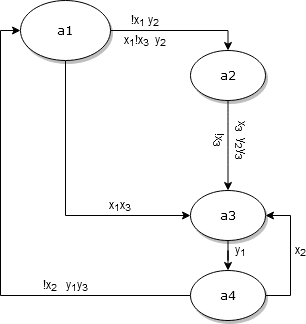 a1
!x1 y2
x1!x3 y2
a2
x3 y2y3
!x3
x1x3
a3
y1
x2
!x2 y1y3
a4